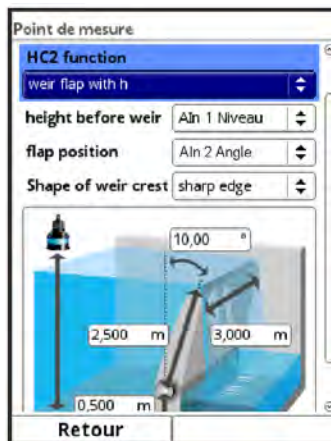 Point de mesure
HC2 function
weir flap with h
height before weir AIn 1 Niveau
flap position AIn 2 Angle
Shape of weir crest sharp edge
10,00 °
2,500 m 3,000 m
0,500 m
Retour